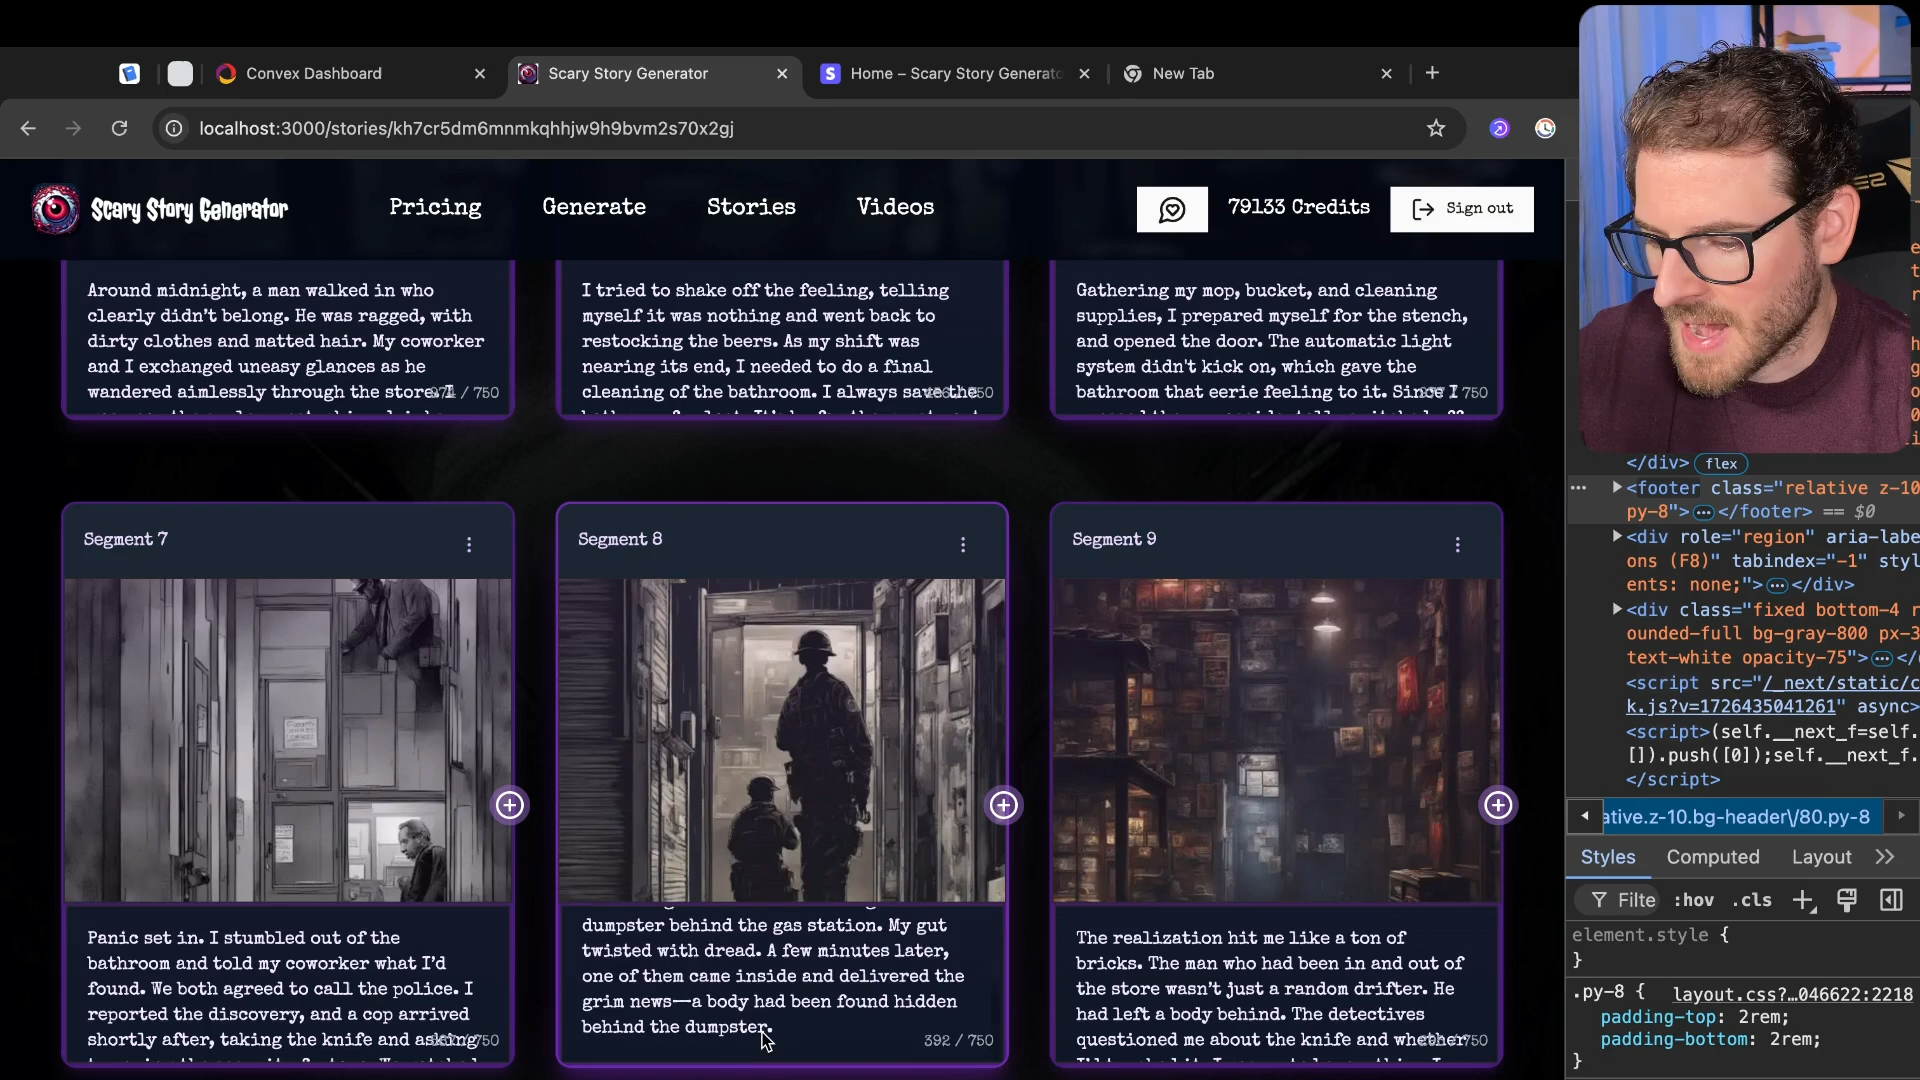 Convex Dashboard
Scary Story Generator
Home – Scary Story Generato
New Tab
localhost:3000/stories/kh7cr5dm6mnmkqhhjw9h9bvm2s70x2gj
Scary Story Generator
Pricing
Generate
Stories
Videos
79133 Credits
Sign out
Around midnight, a man walked in who
clearly didn't belong. He was ragged, with
dirty clothes and matted hair. My coworker
and I exchanged uneasy glances as he
wandered aimlessly through the store. I
/ 750
I tried to shake off the feeling, telling
myself it was nothing and went back to
restocking the beers. As my shift was
nearing its end, I needed to do a final
cleaning of the bathroom. I always save the
Gathering my mop, bucket, and cleaning
supplies, I prepared myself for the stench,
and opened the door. The automatic light
system didn't kick on, which gave the
bathroom that eerie feeling to it. Since I
/ 750
Segment 7
Panic set in. I stumbled out of the
bathroom and told my coworker what I'd
found. We both agreed to call the police. I
reported the discovery, and a cop arrived
shortly after, taking the knife and asking
Segment 8
dumpster behind the gas station. My gut
twisted with dread. A few minutes later,
one of them came inside and delivered the
grim news—a body had been found hidden
behind the dumpster.
392 / 750
Segment 9
The realization hit me like a ton of
bricks. The man who had been in and out of
the store wasn't just a random drifter. He
had left a body behind. The detectives
questioned me about the knife and whether
</div> flex
<footer class="relative z-10
py-8"> … </footer> == $0
<div role="region" aria-labe
ons (F8)" tabindex="-1" styl
ents: none;"> … </div>
<div class="fixed bottom-4 r
ounded-full bg-gray-800 px-3
text-white opacity-75"> … </
<script src="/_next/static/c
k.js?v=1726435041261" async>
<script>(self.__next_f=self.
[]).push([0]);self.__next_f.
</script>
ative.z-10.bg-header\/80.py-8
Styles
Computed
Layout
Filte
:hov
.cls
element.style {
}
.py-8 {
layout.css?…046622:2218
padding-top: 2rem;
padding-bottom: 2rem;
}